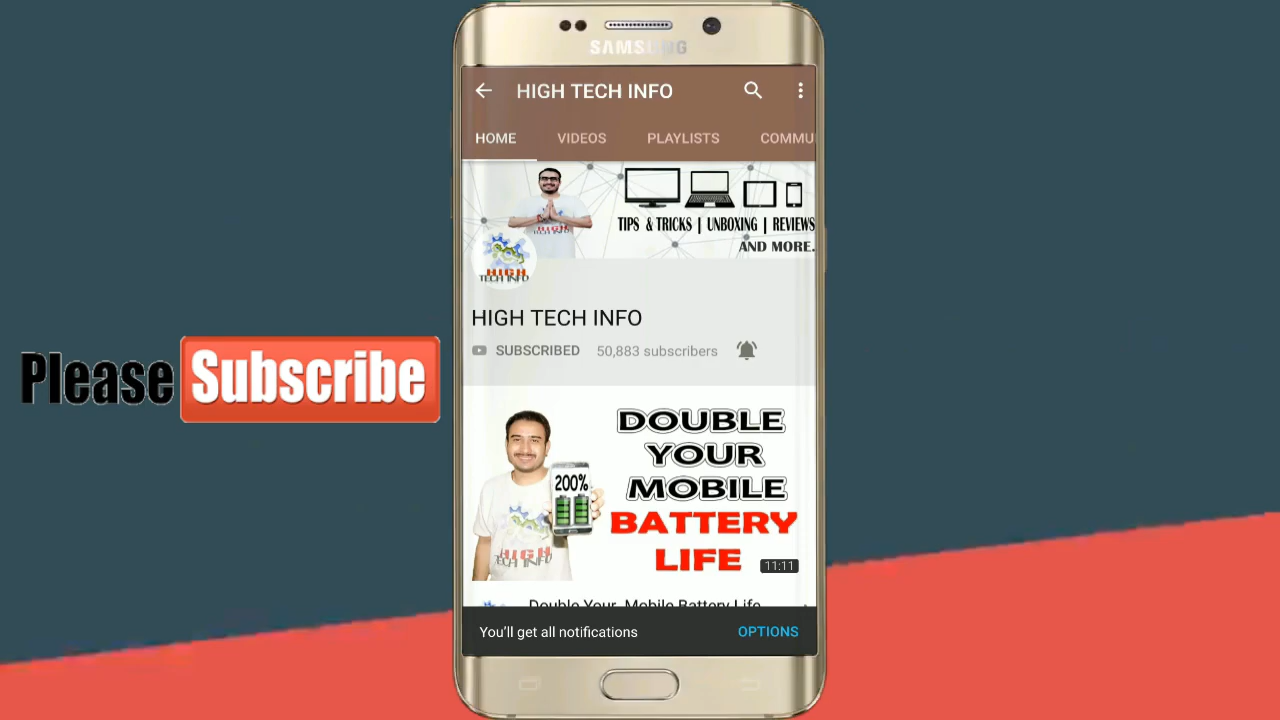 SAMSUNG
HIGH TECH INFO
HOME VIDEOS PLAYLISTS COMMU
TIPS & TRICKS | UNBOXING | REVIEWS
AND MORE.
HIGH
HIGH
TECH INFO
HIGH TECH INFO
SUBSCRIBED 50,883 subscribers
Please Subscribe
DOUBLE
YOUR
MOBILE
BATTERY
LIFE
200%
HIGH
TECH INFO
11:11
Double Your Mobile Battery Life
You'll get all notifications OPTIONS